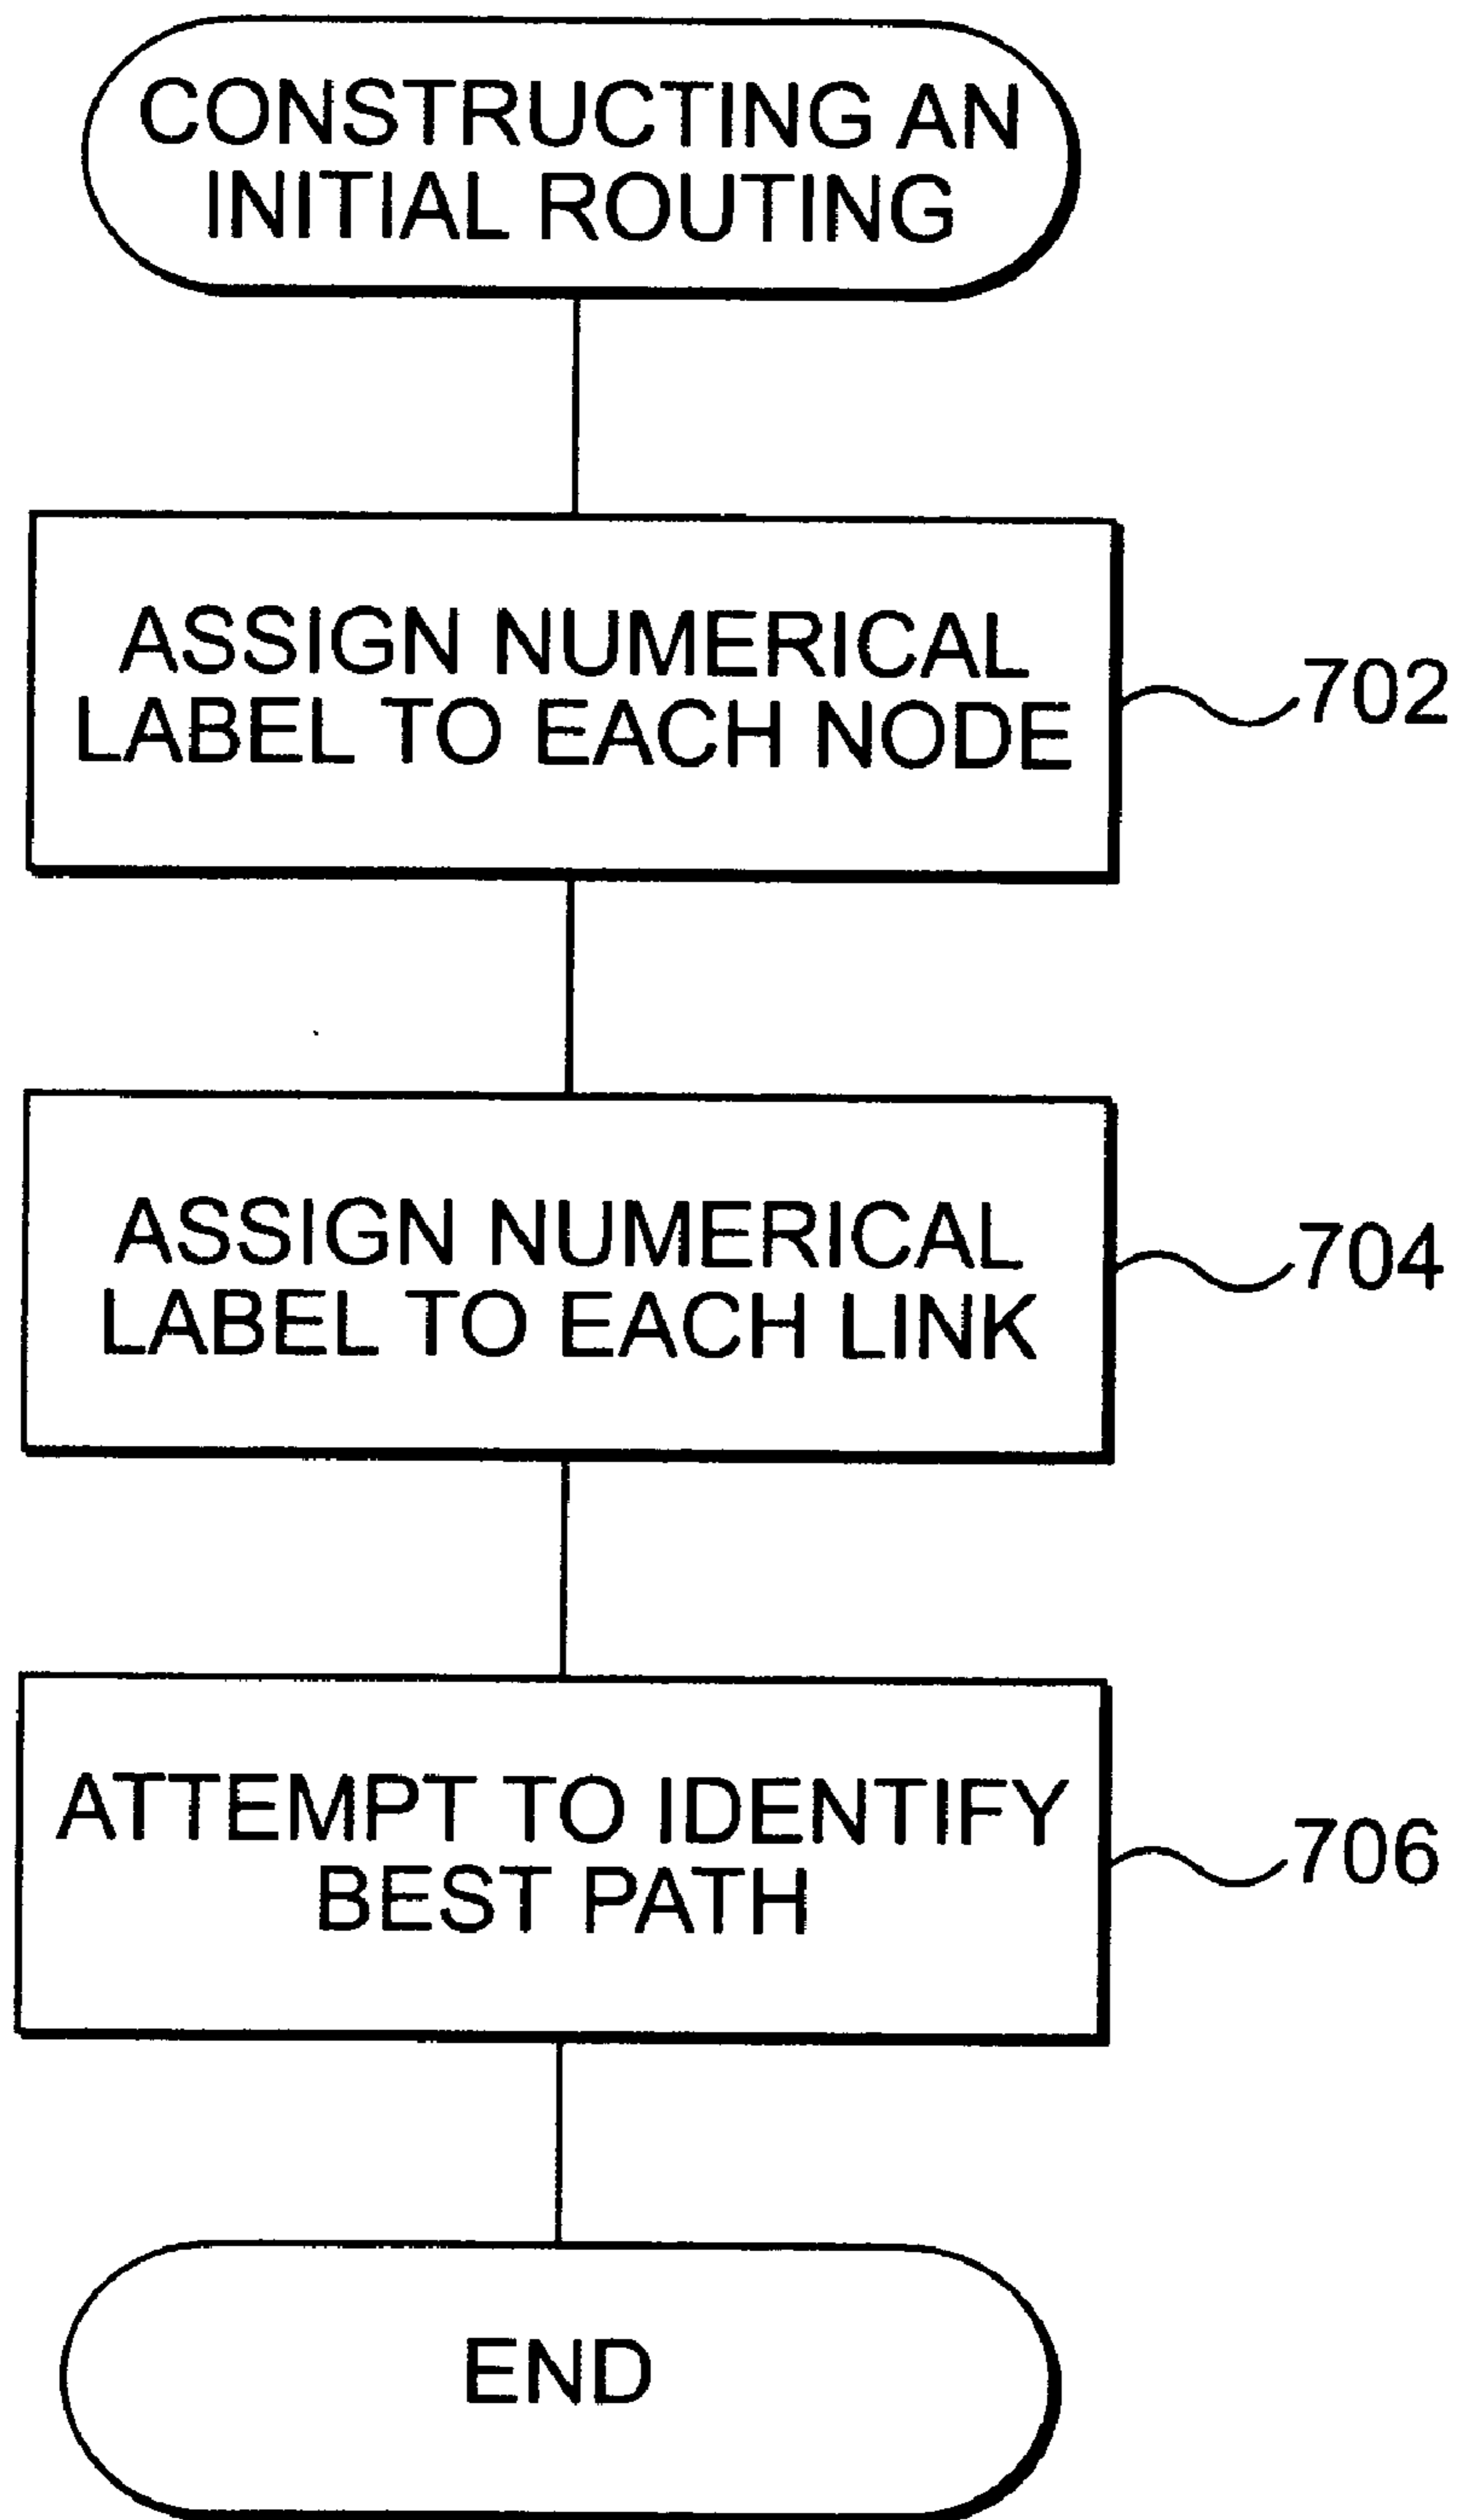 CONSTRUCTING AN
INITIAL ROUTING
ASSIGN NUMERICAL
LABEL TO EACH NODE
702
ASSIGN NUMERICAL
LABEL TO EACH LINK
704
ATTEMPT TO IDENTIFY
BEST PATH
706
END